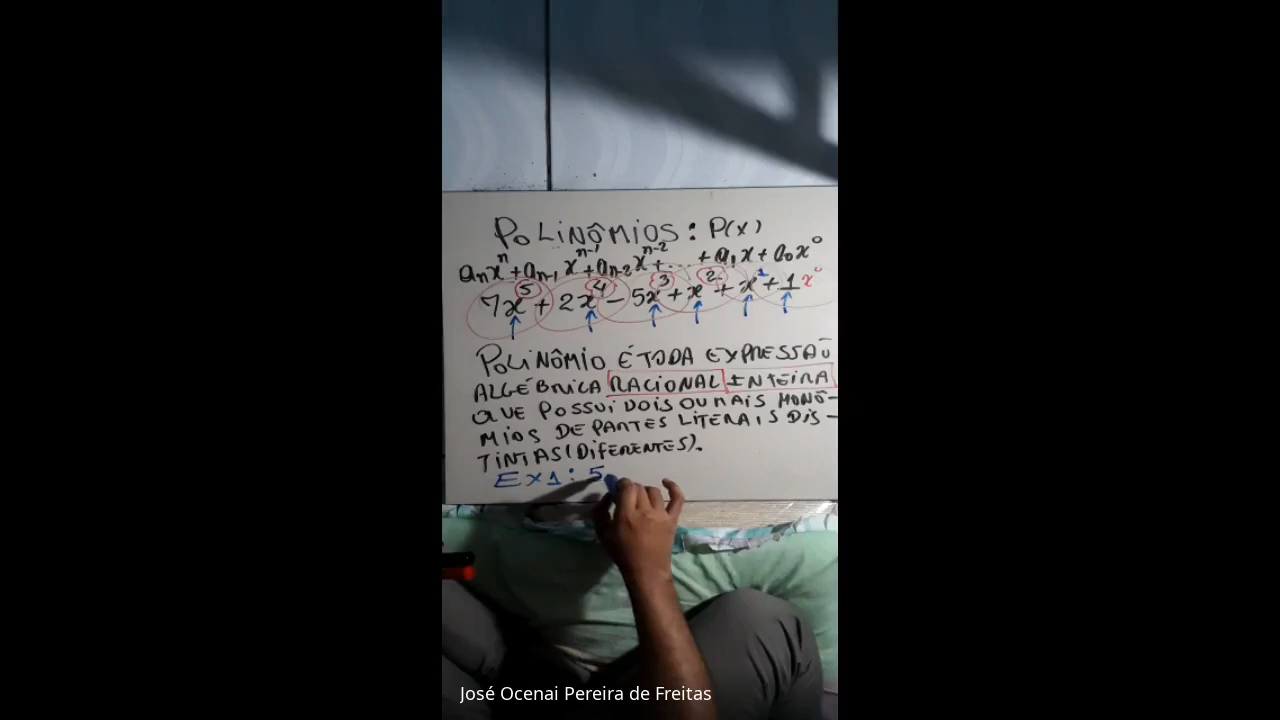 POLINÔMIOS: P(x)
aₙxⁿ + aₙ₋₁xⁿ⁻¹ + aₙ₋₂xⁿ⁻² + ... + a₁x + a₀x⁰
7x⁵ + 2x⁴ - 5x³ + x² + x¹ + 1x⁰
POLINÔMIO É TODA EXPRESSÃO
ALGÉBRICA RACIONAL INTEIRA
QUE POSSUI DOIS OU MAIS MONÔ-
MIOS DE PARTES LITERAIS DIS-
TINTAS (DIFERENTES).
EX1: 5
José Ocenai Pereira de Freitas